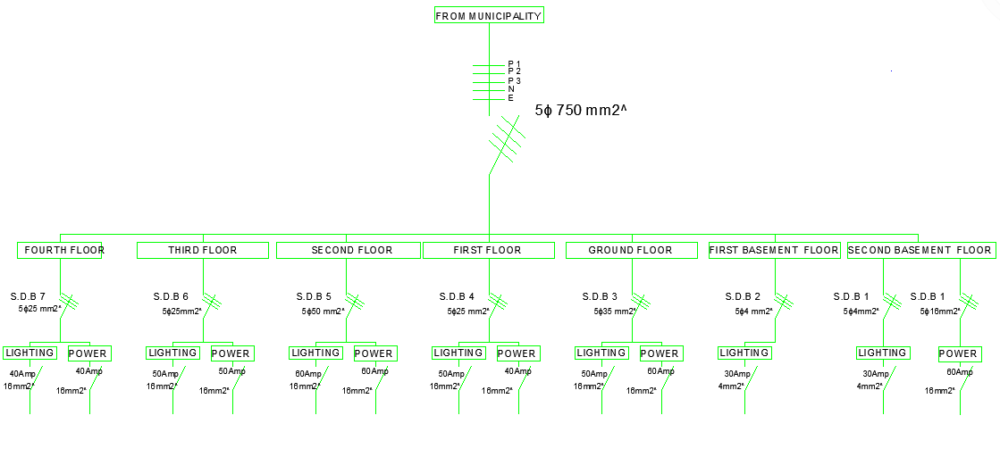 FROM MUNICIPALITY
P1
P2
P3
N
E
5ϕ 750 mm2^
FOURTH FLOOR THIRD FLOOR SECOND FLOOR FIRST FLOOR GROUND FLOOR FIRST BASEMENT FLOOR SECOND BASEMENT FLOOR
S.D.B 7 S.D.B 6 S.D.B 5 S.D.B 4 S.D.B 3 S.D.B 2 S.D.B 1 S.D.B 1
5ϕ25 mm2^ 5ϕ25mm2^ 5ϕ50 mm2^ 5ϕ25 mm2^ 5ϕ35 mm2^ 5ϕ4 mm2^ 5ϕ4mm2^ 5ϕ16mm2^
LIGHTING POWER LIGHTING POWER LIGHTING POWER LIGHTING POWER LIGHTING POWER LIGHTING LIGHTING POWER
40Amp 40Amp 50Amp 50Amp 60Amp 60Amp 50Amp 40Amp 50Amp 60Amp 30Amp 30Amp 60Amp
16mm2^ 16mm2^ 16mm2^ 16mm2^ 16mm2^ 16mm2^ 16mm2^ 16mm2^ 16mm2^ 16mm2^ 4mm2^ 4mm2^ 16mm2^